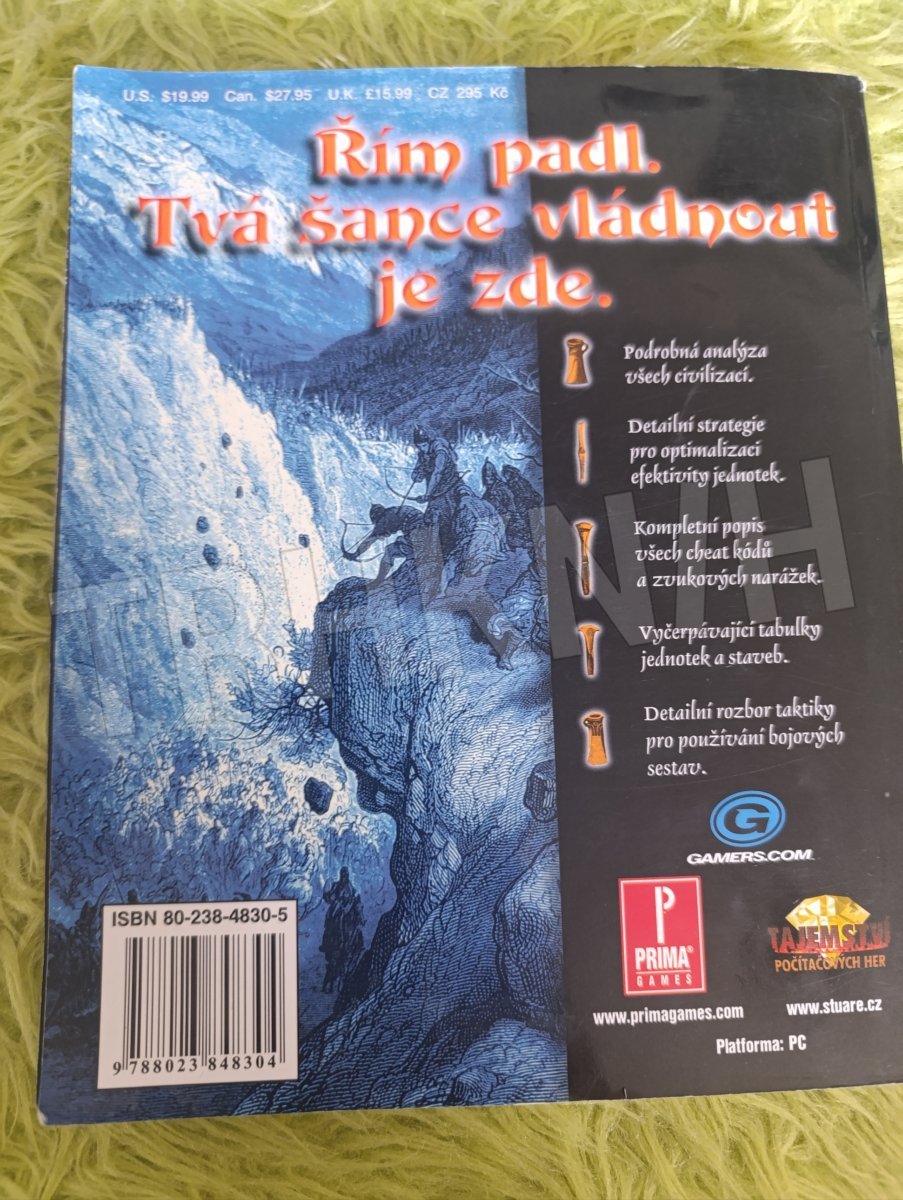 U.S. $19.99 Can. $27.95 U.K. £15.99 CZ 295 Kč
Řím padl.
Tvá šance vládnout
je zde.
Podrobná analýza
všech civilizací.
Detailní strategie
pro optimalizaci
efektivity jednotek.
Kompletní popis
všech cheat kódů
a zvukových narážek.
Vyčerpávající tabulky
jednotek a staveb.
Detailní rozbor taktiky
pro používání bojových
sestav.
G
GAMERS.COM
P
PRIMA®
GAMES
TAJEMSTVÍ
POČÍTAČOVÝCH HER
www.primagames.com
www.stuare.cz
Platforma: PC
ISBN 80-238-4830-5
9 788023 848304